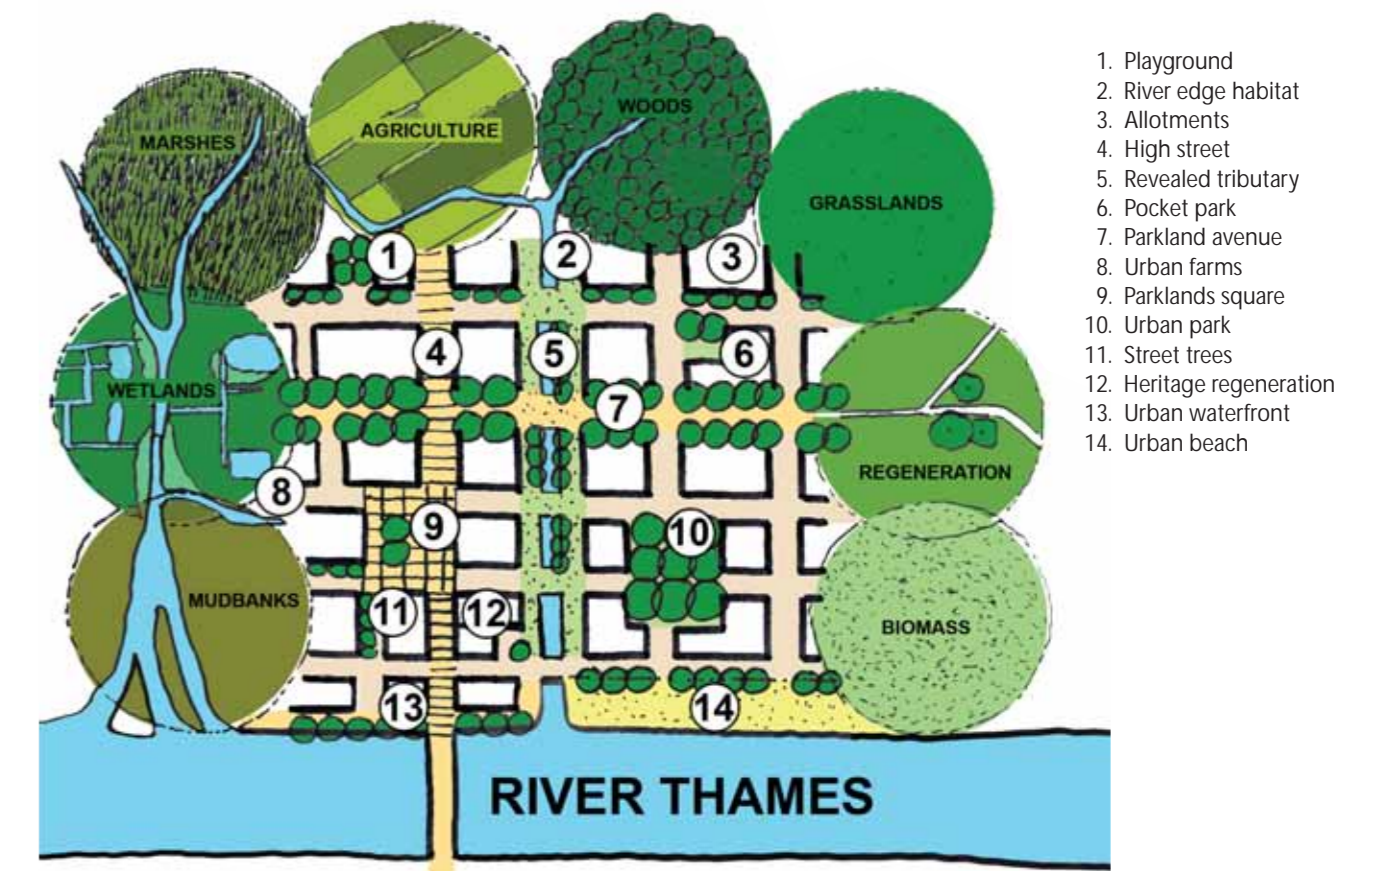 MARSHES
AGRICULTURE
WOODS
GRASSLANDS
1
2
3
4
5
6
7
WETLANDS
REGENERATION
8
9
10
MUDBANKS
11
12
BIOMASS
13
14
RIVER THAMES
1. Playground
2. River edge habitat
3. Allotments
4. High street
5. Revealed tributary
6. Pocket park
7. Parkland avenue
8. Urban farms
9. Parklands square
10. Urban park
11. Street trees
12. Heritage regeneration
13. Urban waterfront
14. Urban beach